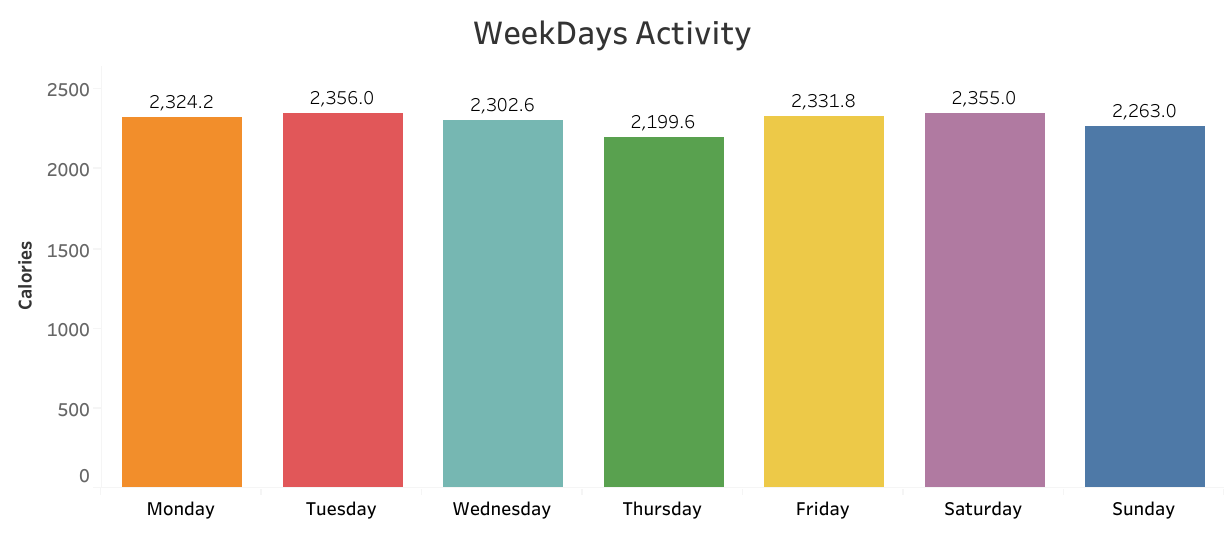 WeekDays Activity
2500
2000
1500
1000
500
0
Calories
2,324.2
2,356.0
2,302.6
2,199.6
2,331.8
2,355.0
2,263.0
Monday
Tuesday
Wednesday
Thursday
Friday
Saturday
Sunday